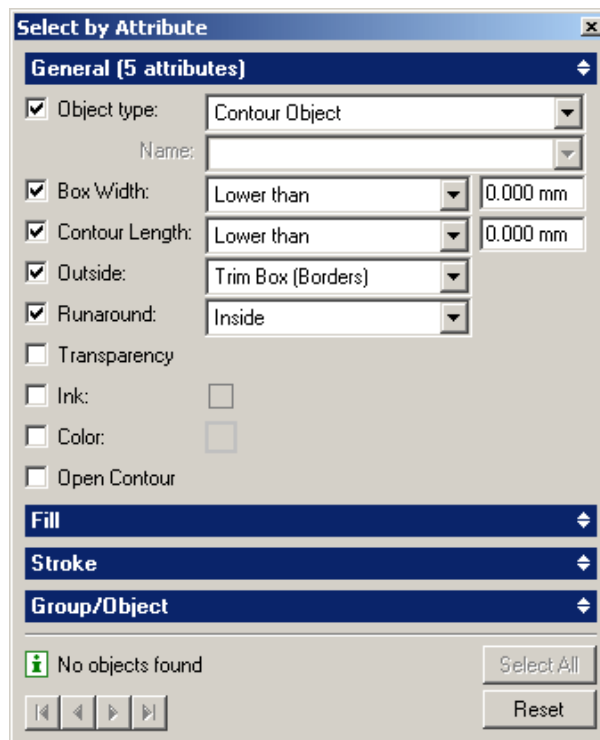 Select by Attribute
General (5 attributes)
Object type: Contour Object
Name:
Box Width: Lower than 0.000 mm
Contour Length: Lower than 0.000 mm
Outside: Trim Box (Borders)
Runaround: Inside
Transparency
Ink:
Color:
Open Contour
Fill
Stroke
Group/Object
No objects found Select All
Reset